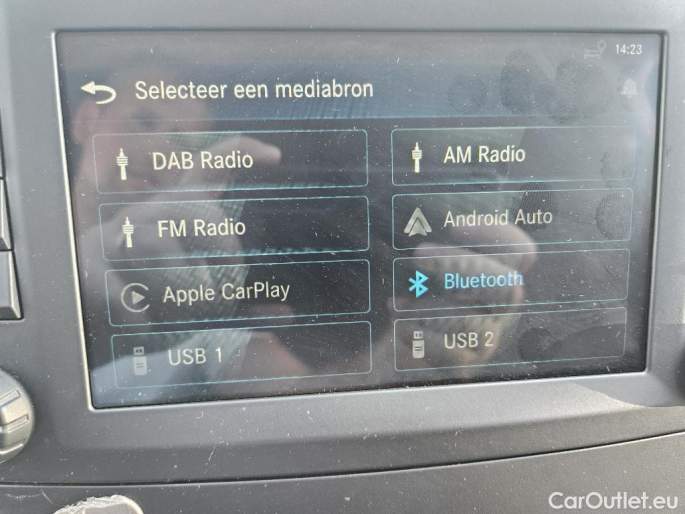 14:23
Selecteer een mediabron
DAB Radio
AM Radio
FM Radio
Android Auto
Apple CarPlay
Bluetooth
USB 1
USB 2
CarOutlet.eu